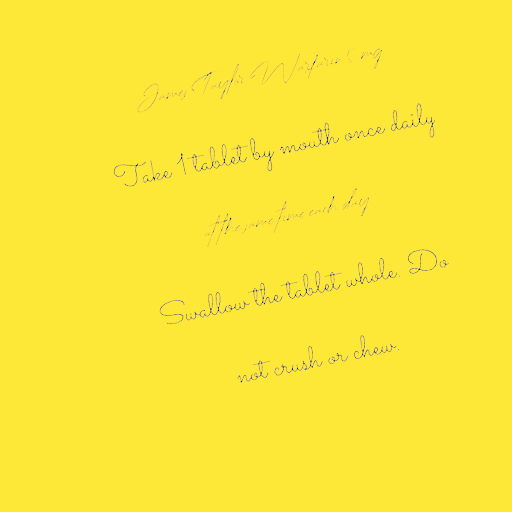 James Taylor Warfarin mg
Take 1 tablet by mouth once daily
at the same time each day
Swallow the tablet whole. Do
not crush or chew.